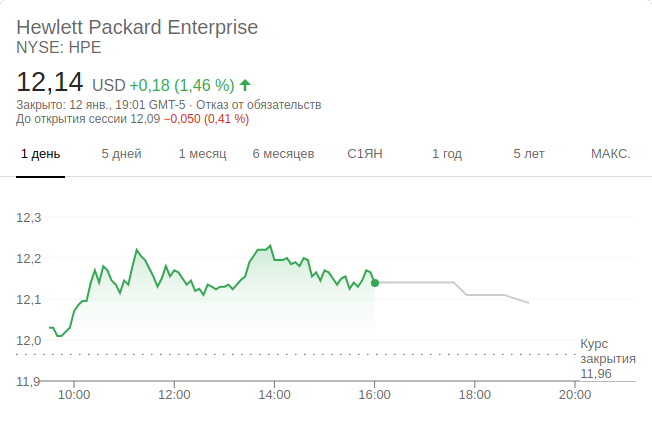 Hewlett Packard Enterprise
NYSE: HPE
12,14 USD +0,18 (1,46 %)
Закрыто: 12 янв., 19:01 GMT-5 · Отказ от обязательств
До открытия сессии 12,09 −0,050 (0,41 %)
1 день 5 дней 1 месяц 6 месяцев С1ЯН 1 год 5 лет МАКС.
12,3
12,2
12,1
12,0
Курс
закрытия
11,96
11,9
10:00 12:00 14:00 16:00 18:00 20:00